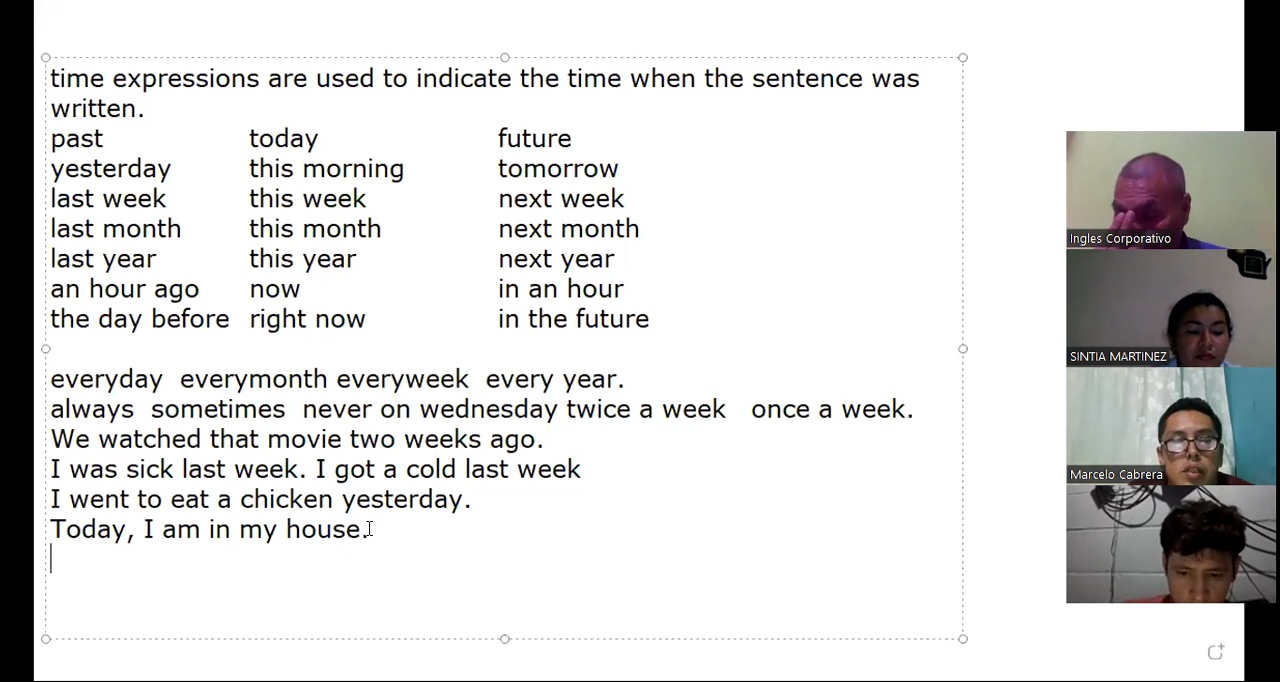 time expressions are used to indicate the time when the sentence was
written.
past today future
yesterday this morning tomorrow
last week this week next week
last month this month next month
last year this year next year
an hour ago now in an hour
the day before right now in the future
everyday everymonth everyweek every year.
always sometimes never on wednesday twice a week once a week.
We watched that movie two weeks ago.
I was sick last week. I got a cold last week
I went to eat a chicken yesterday.
Today, I am in my house.
Ingles Corporativo
SINTIA MARTINEZ
Marcelo Cabrera